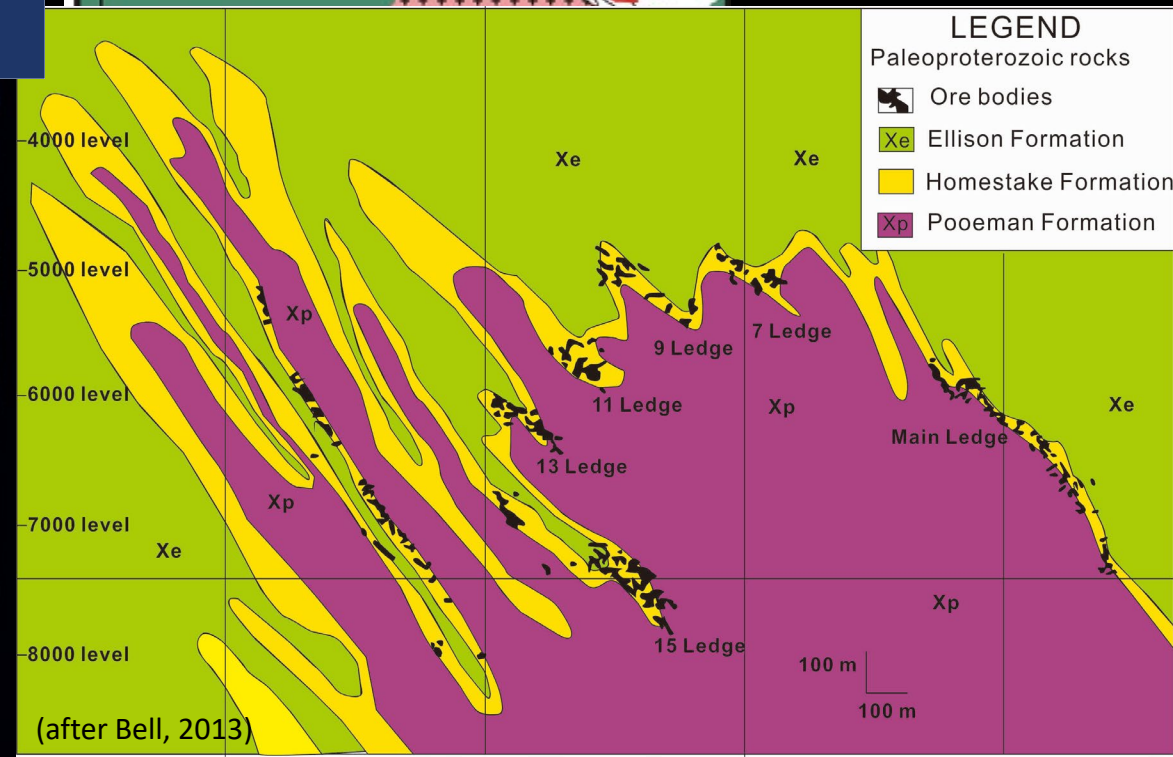 LEGEND
Paleoproterozoic rocks
Ore bodies
Xe Ellison Formation
Homestake Formation
Xp Pooeman Formation
4000 level
Xe
Xe
5000 level
Xp
7 Ledge
9 Ledge
6000 level
11 Ledge
Xp
Xe
Main Ledge
13 Ledge
Xp
7000 level
Xe
Xp
15 Ledge
8000 level
100 m
100 m
(after Bell, 2013)